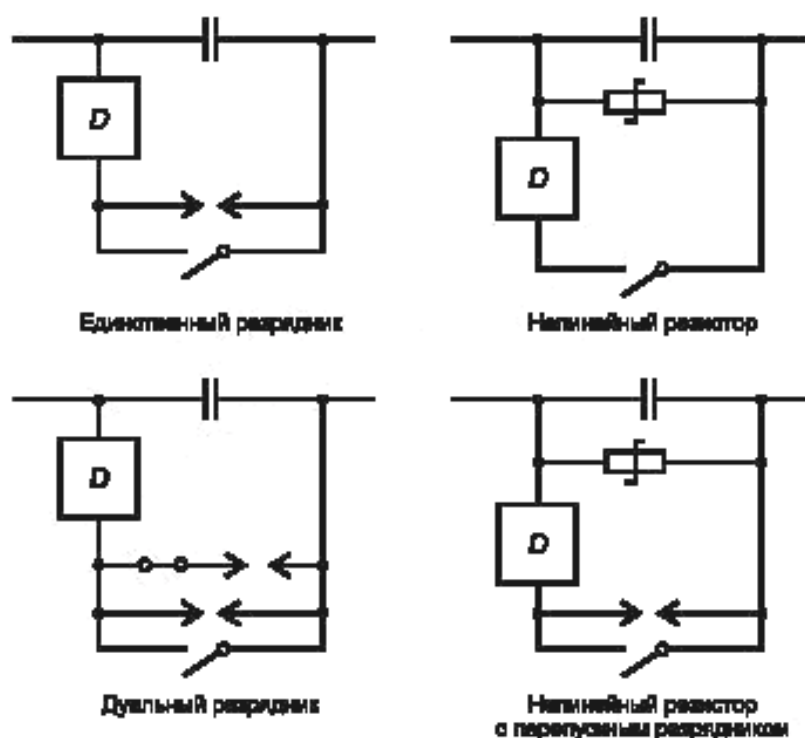 D
D
Единственный разрядник
Нелинейный резистор
D
D
Дуальный разрядник
Нелинейный резистор
с перепускным разрядником